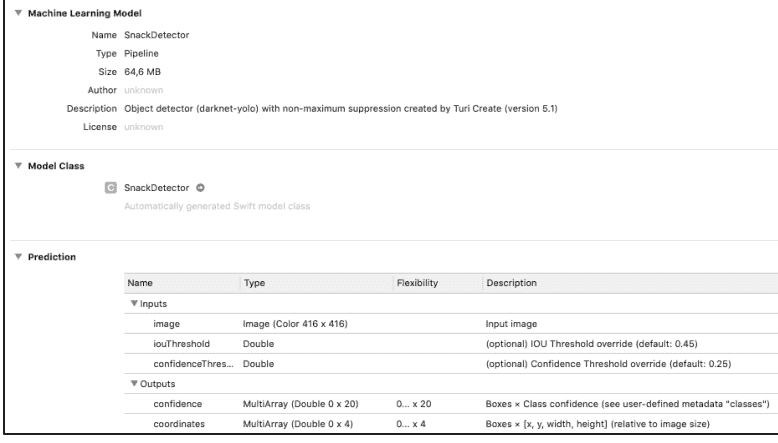 Machine Learning Model
Name SnackDetector
Type Pipeline
Size 64,6 MB
Author unknown
Description Object detector (darknet-yolo) with non-maximum suppression created by Turi Create (version 5.1)
License unknown
Model Class
C SnackDetector
Automatically generated Swift model class
Prediction
Name Type Flexibility Description
Inputs
image Image (Color 416 x 416) Input image
iouThreshold Double (optional) IOU Threshold override (default: 0.45)
confidenceThres... Double (optional) Confidence Threshold override (default: 0.25)
Outputs
confidence MultiArray (Double 0 x 20) 0... x 20 Boxes × Class confidence (see user-defined metadata "classes")
coordinates MultiArray (Double 0 x 4) 0... x 4 Boxes × [x, y, width, height] (relative to image size)